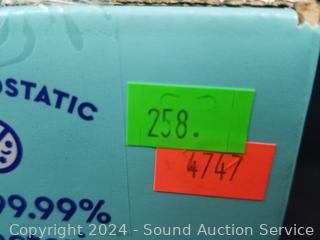 OSTATIC
258.
4747
99.99%
Copyright © 2024 - Sound Auction Service